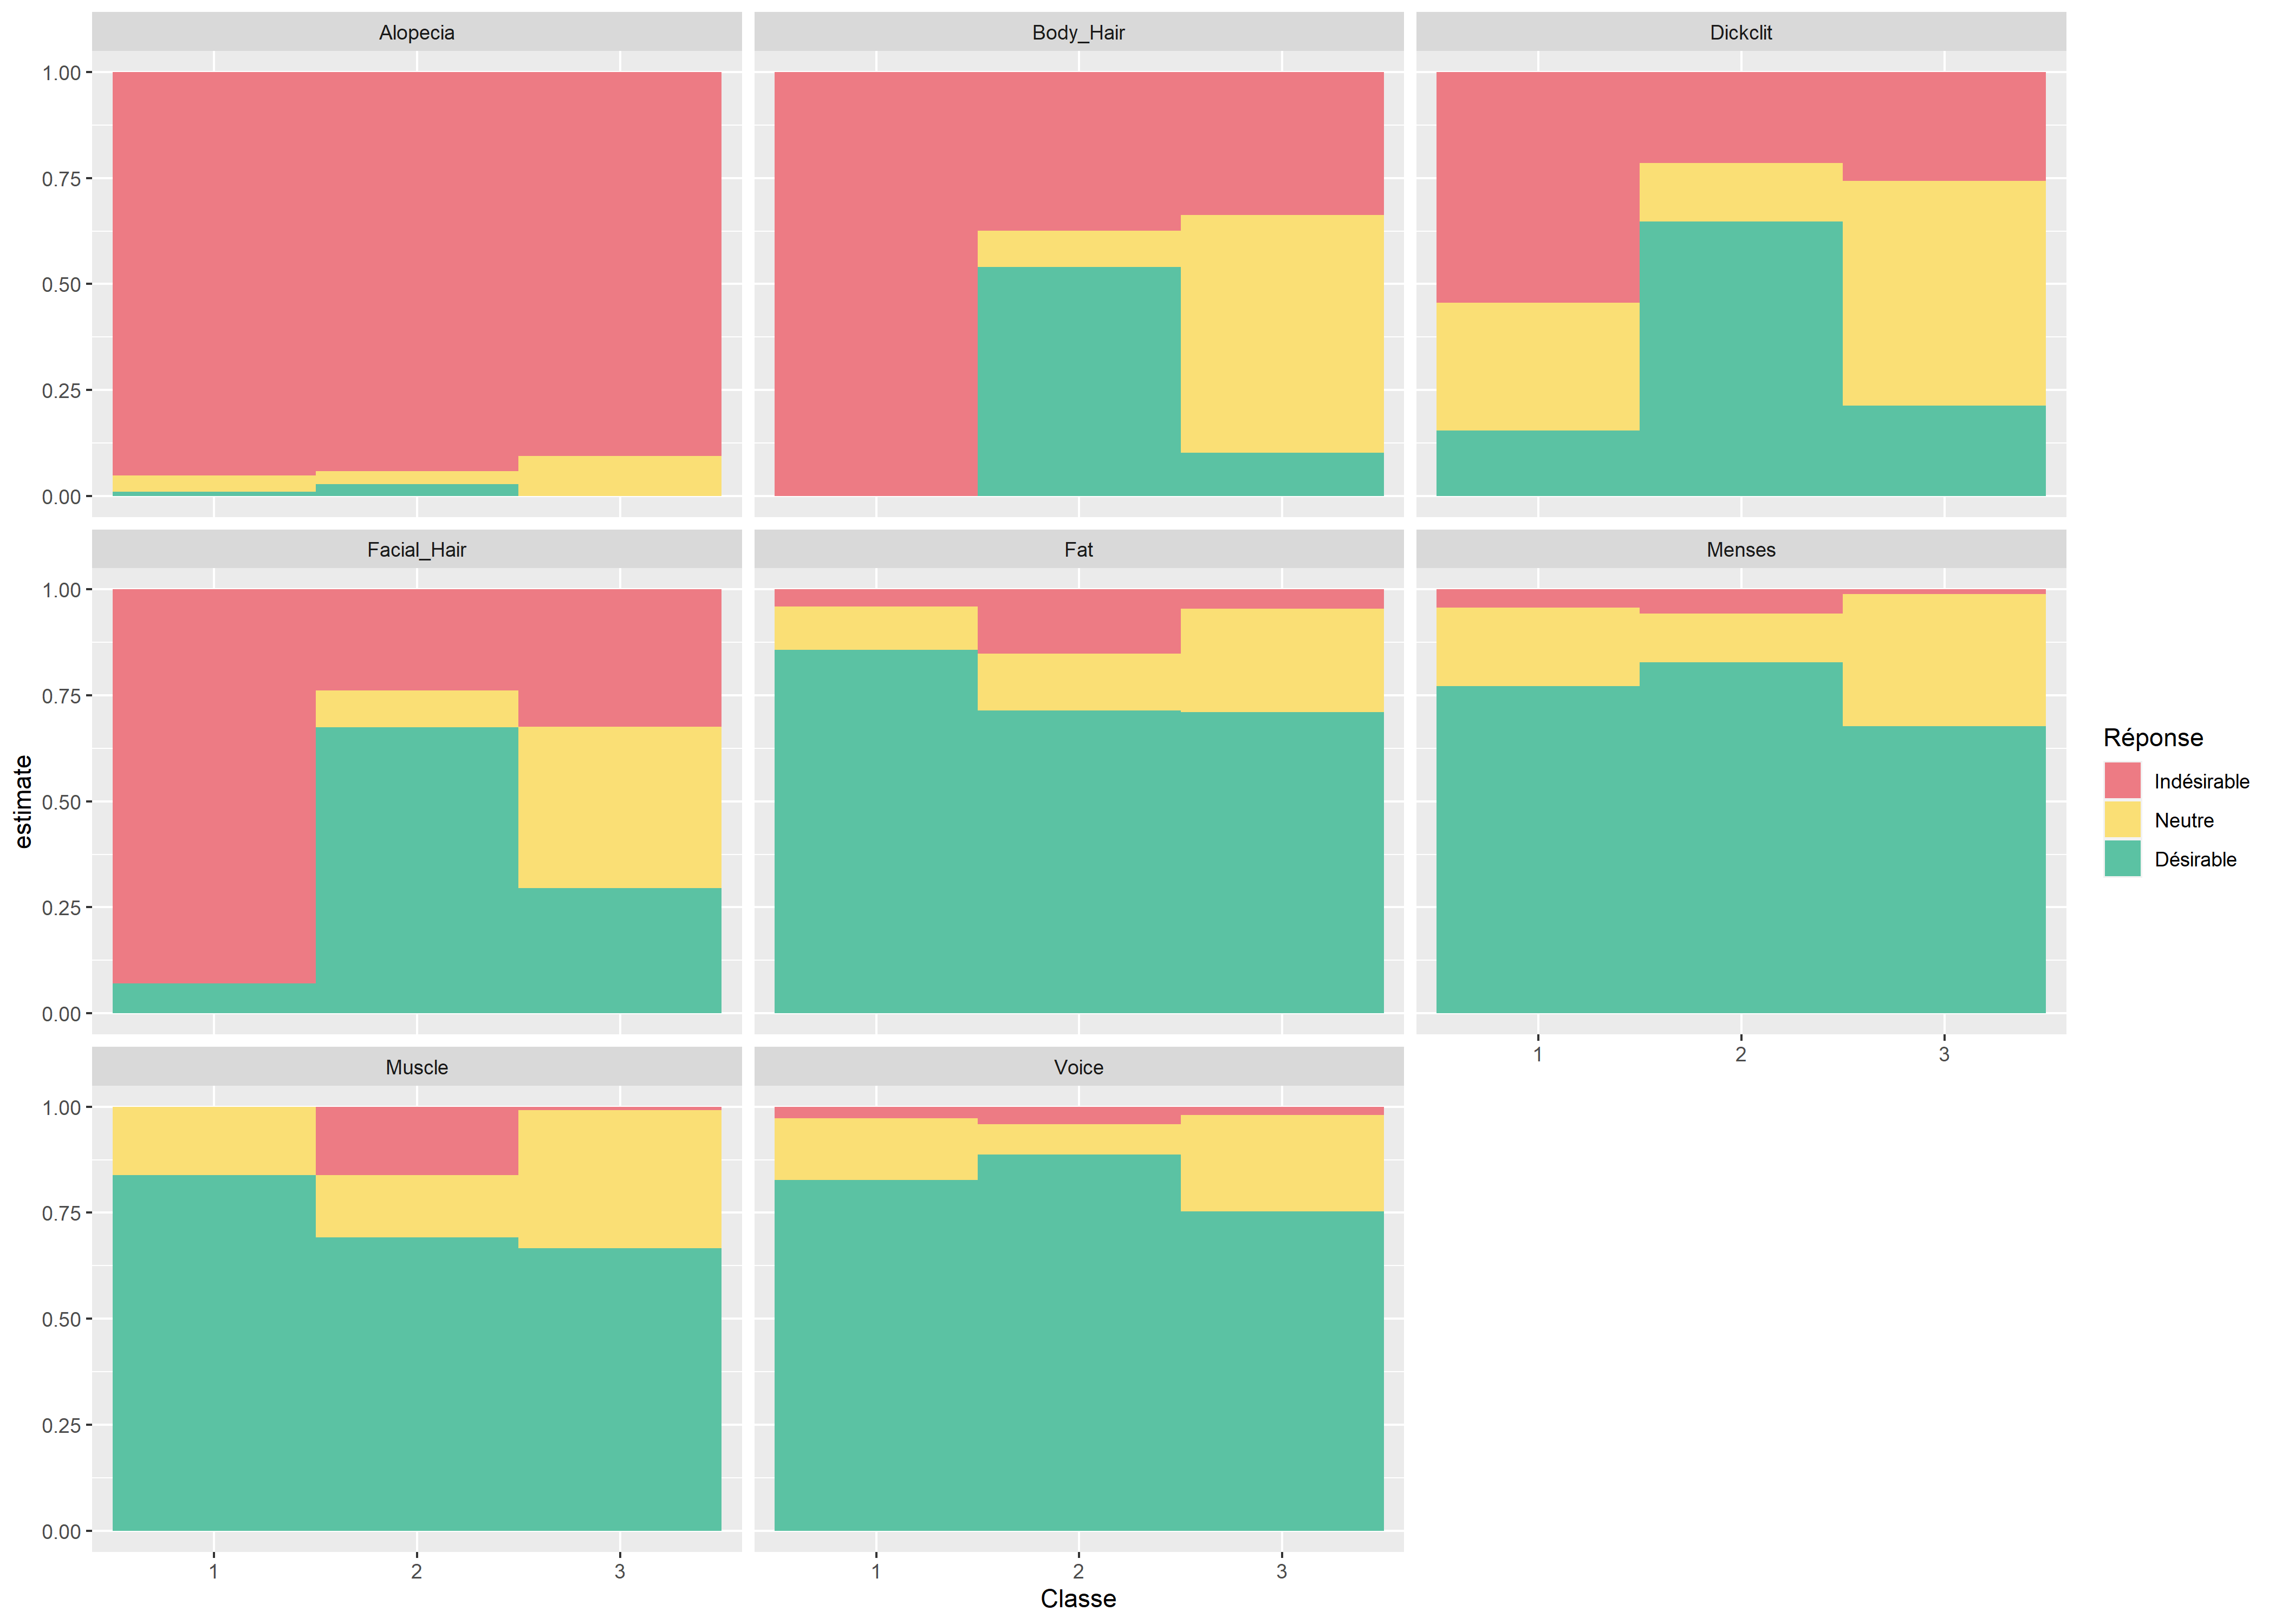 Alopecia
Body_Hair
Dickclit
1.00
0.75
0.50
0.25
0.00
Facial_Hair
Fat
Menses
1.00
0.75
0.50
0.25
0.00
1 2 3
Muscle
Voice
1.00
0.75
0.50
0.25
0.00
1 2 3
1 2 3
Classe
estimate
Réponse
Indésirable
Neutre
Désirable